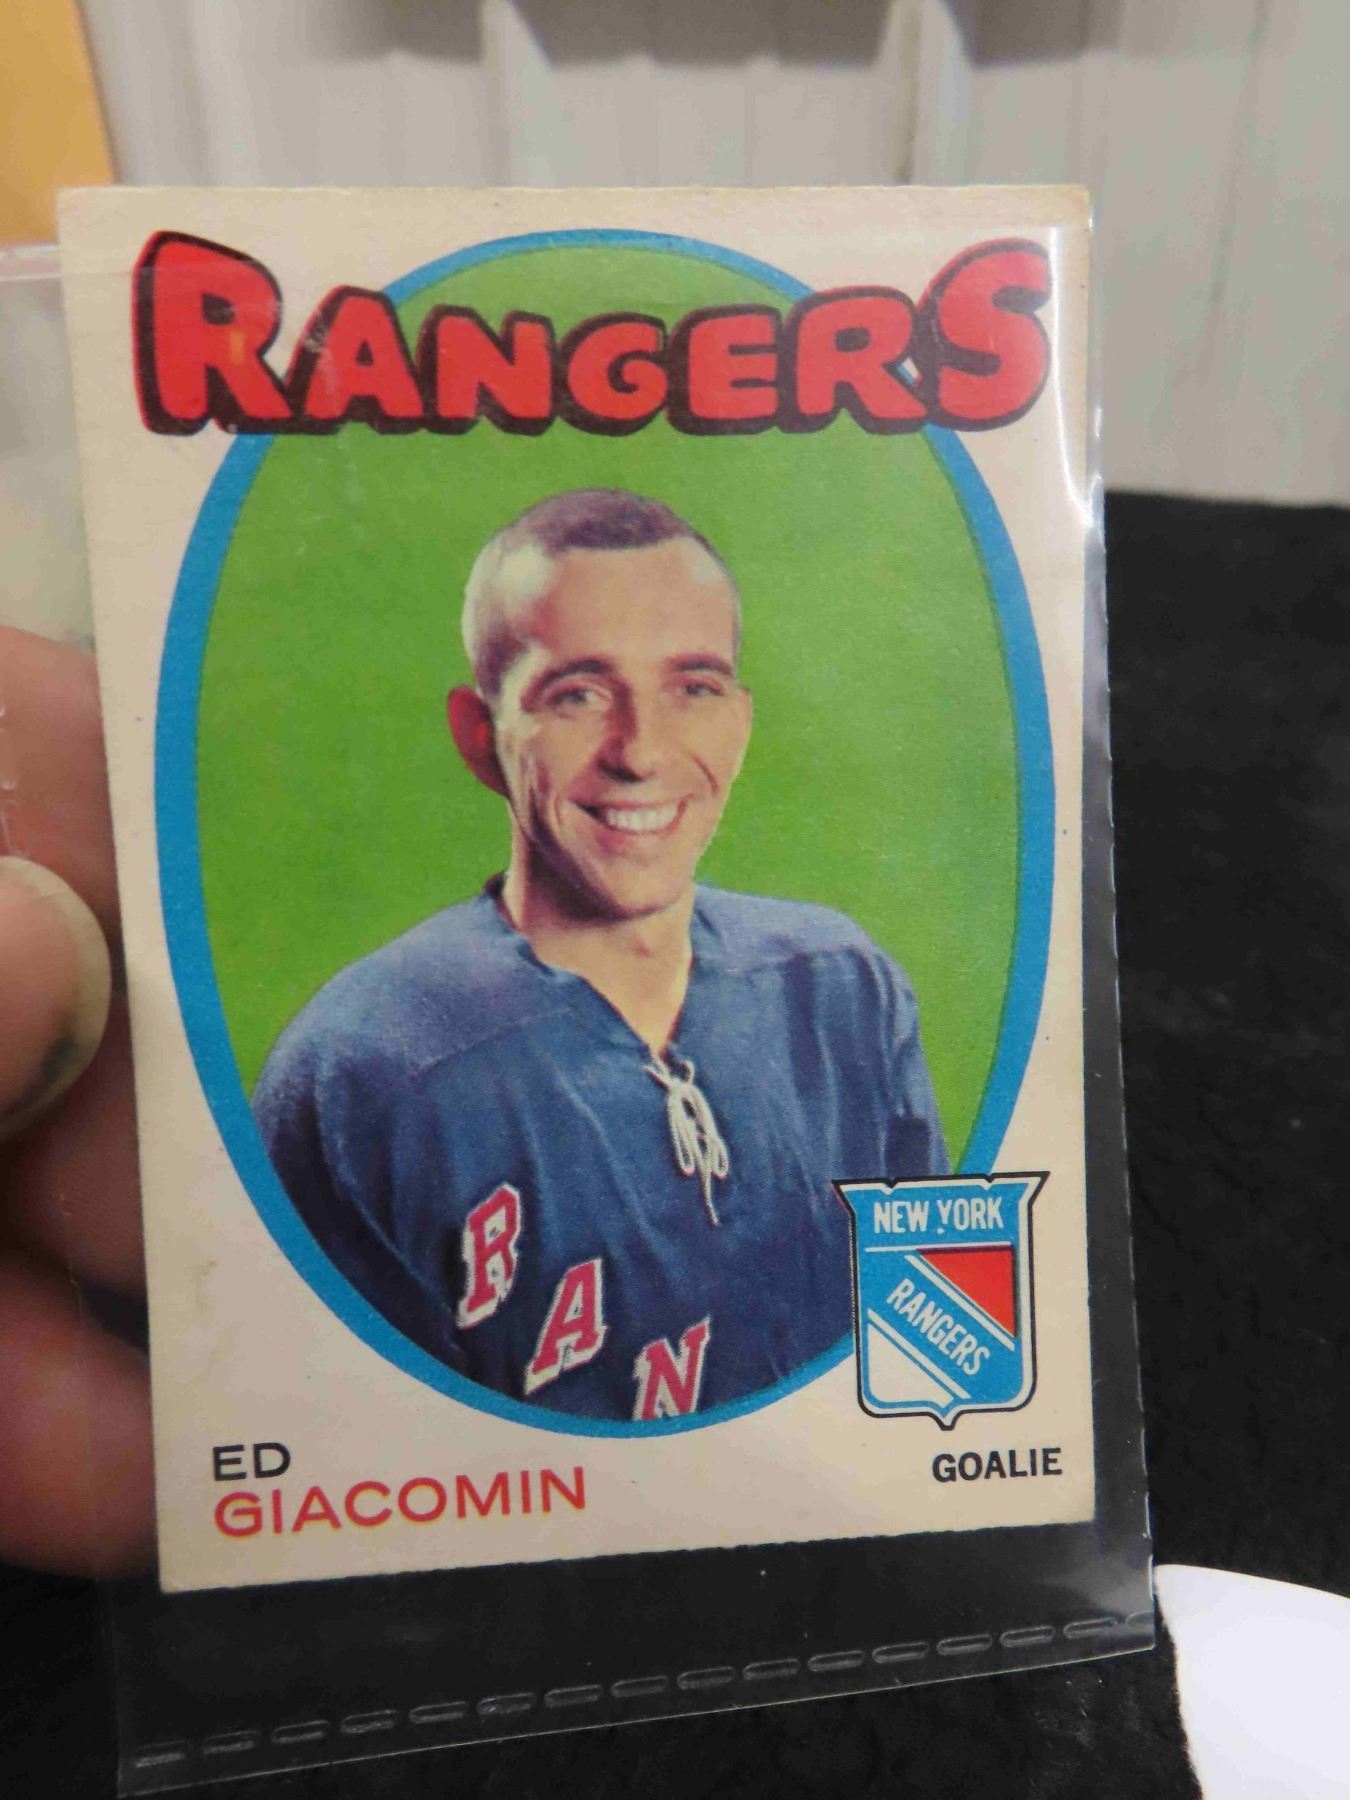 RANGERS
RAN
NEW YORK
RANGERS
ED
GIACOMIN
GOALIE